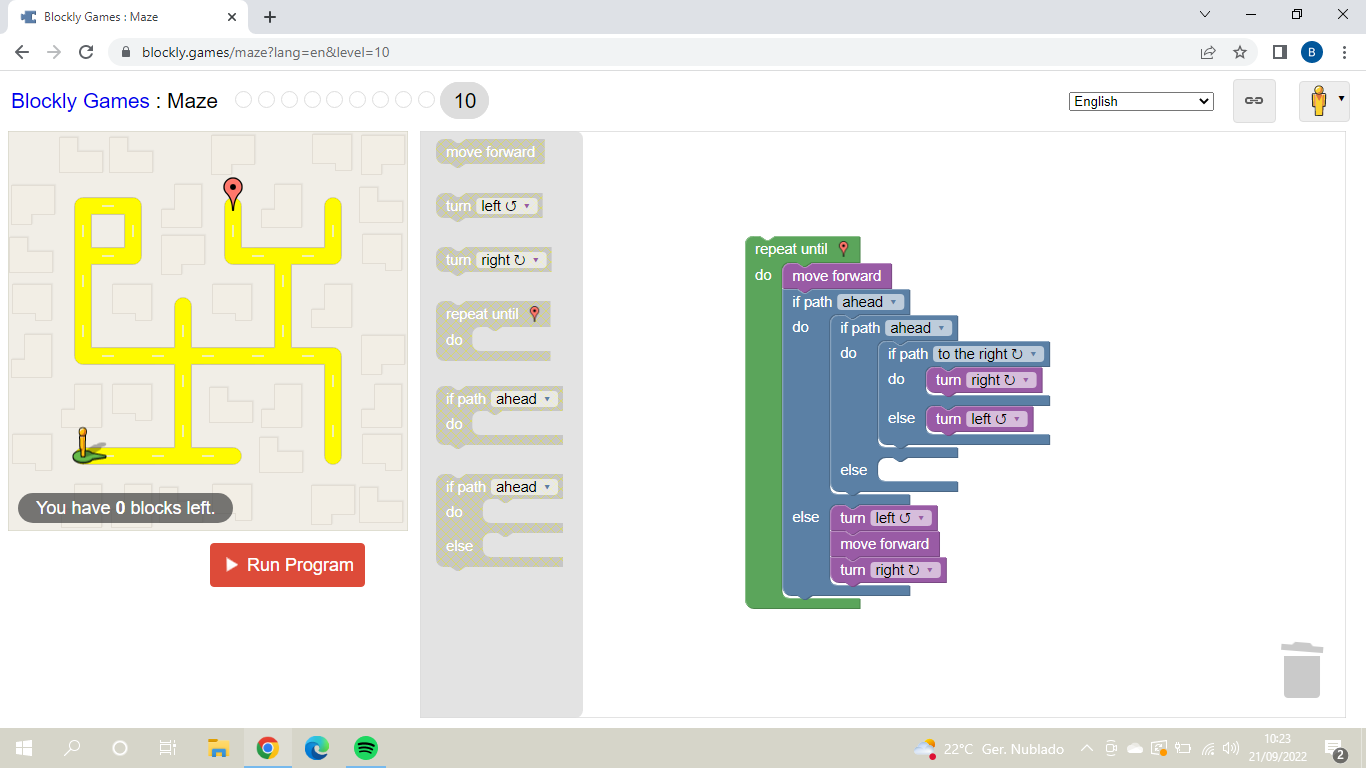 Blockly Games : Maze
blockly.games/maze?lang=en&level=10
B
Blockly Games : Maze
10
English
move forward
turn left ↺
turn right ↻
repeat until
do
if path ahead
do
if path ahead
do
else
You have 0 blocks left.
Run Program
repeat until
do
move forward
if path ahead
do
if path ahead
do
if path to the right ↻
do
turn right ↻
else
turn left ↺
else
else
turn left ↺
move forward
turn right ↻
22°C Ger. Nublado
10:23
21/09/2022
2